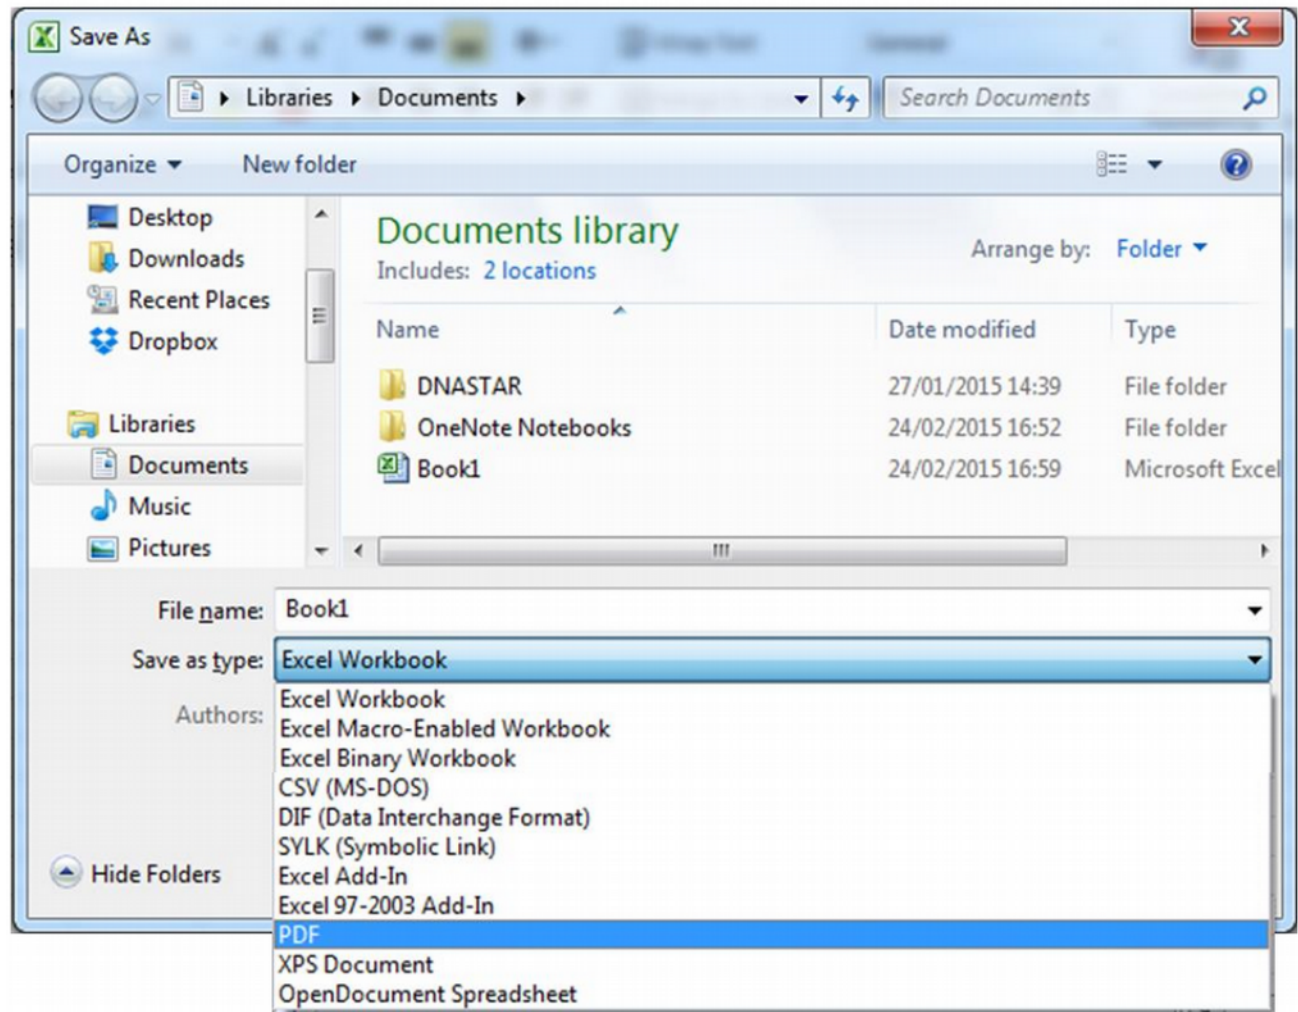 Save As
Libraries Documents
Search Documents
Organize New folder
Desktop
Downloads
Recent Places
Dropbox
Libraries
Documents
Music
Pictures
Documents library
Includes: 2 locations
Arrange by: Folder
Name Date modified Type
DNASTAR 27/01/2015 14:39 File folder
OneNote Notebooks 24/02/2015 16:52 File folder
Book1 24/02/2015 16:59 Microsoft Excel
File name: Book1
Save as type: Excel Workbook
Authors:
Excel Workbook
Excel Macro-Enabled Workbook
Excel Binary Workbook
CSV (MS-DOS)
DIF (Data Interchange Format)
SYLK (Symbolic Link)
Excel Add-In
Excel 97-2003 Add-In
PDF
XPS Document
OpenDocument Spreadsheet
Hide Folders